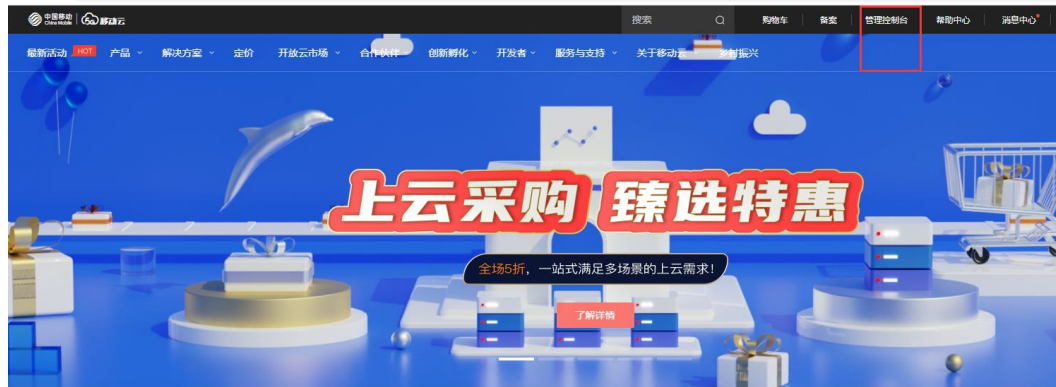 中国移动 China Mobile 移动云 搜索 购物车 备案 管理控制台 帮助中心 消息中心
最新活动 HOT 产品 解决方案 定价 开放云市场 合作伙伴 创新孵化 开发者 服务与支持 关于移动云 乡村振兴
上云采购 臻选特惠
全场5折，一站式满足多场景的上云需求！
了解详情